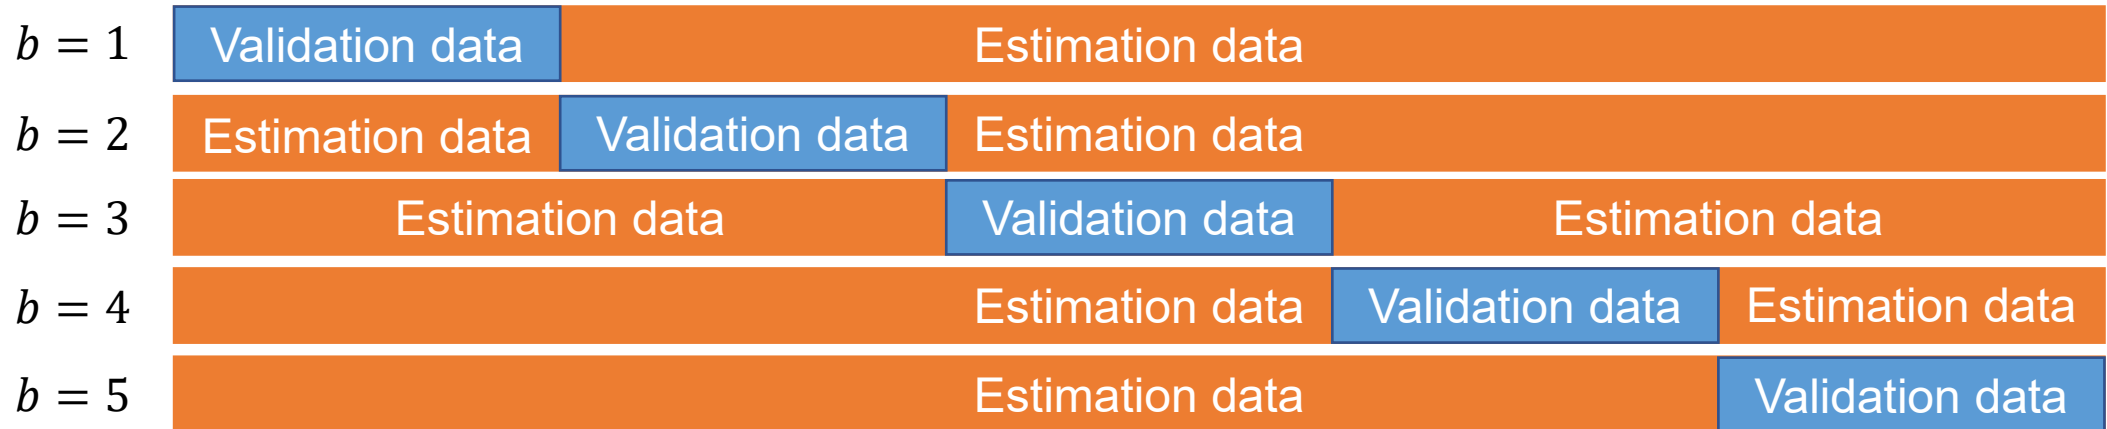 b = 1 Validation data Estimation data
b = 2 Estimation data Validation data Estimation data
b = 3 Estimation data Validation data Estimation data
b = 4 Estimation data Validation data Estimation data
b = 5 Estimation data Validation data